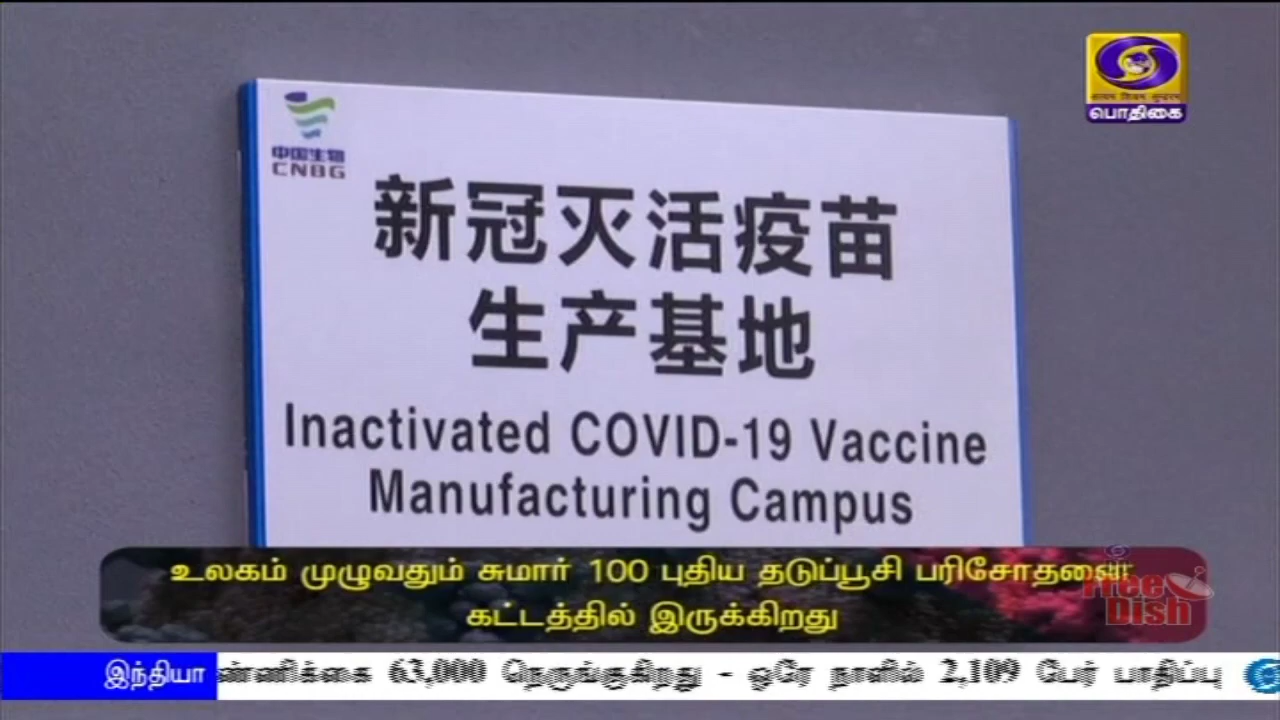 பொதிகை
中国生物
CNBG
新冠灭活疫苗
生产基地
Inactivated COVID-19 Vaccine
Manufacturing Campus
உலகம் முழுவதும் சுமார் 100 புதிய தடுப்பூசி பரிசோதனை
கட்டத்தில் இருக்கிறது
Free
Dish
இந்தியா
ண்ணிக்கை 63,000 நெருங்குகிறது - ஒரே நாளில் 2,109 பேர் பாதிப்பு